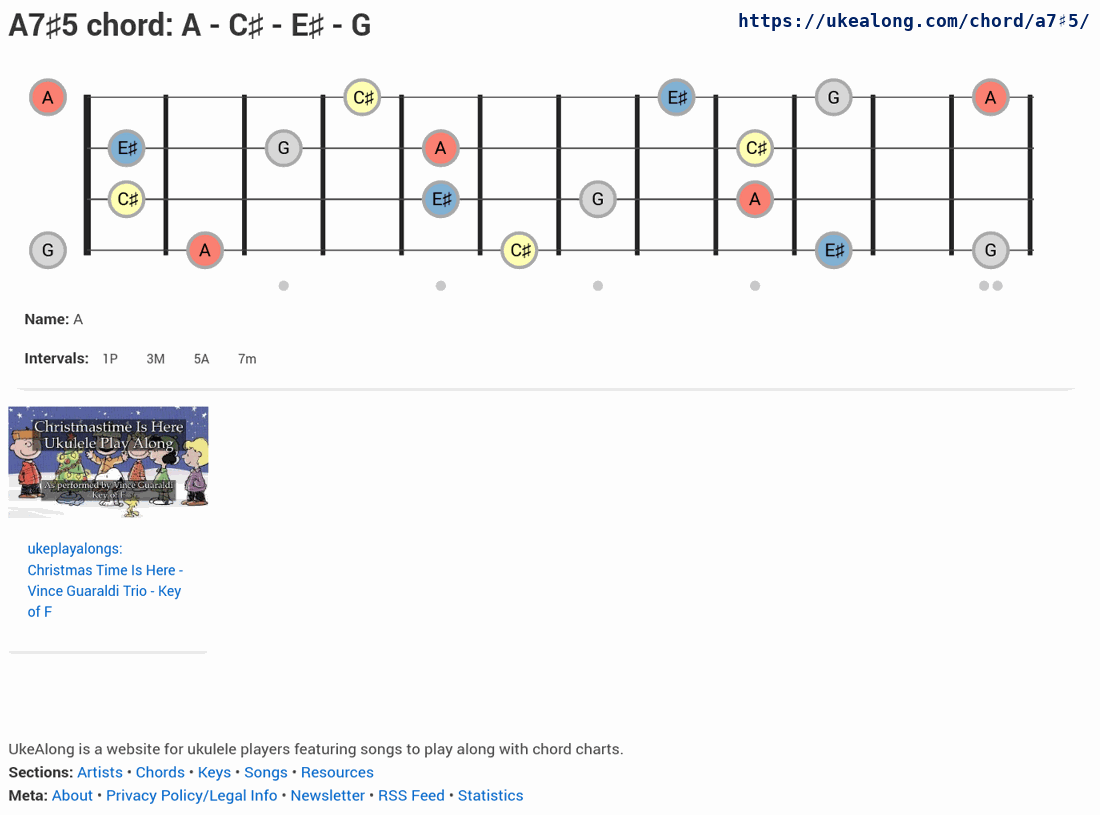 A7♯5 chord: A - C♯ - E♯ - G
https://ukealong.com/chord/a7♯5/
A C♯ E♯ G A
E♯ G A C♯
C♯ E♯ G A
G A C♯ E♯ G
Name: A
Intervals: 1P 3M 5A 7m
Christmastime Is Here
Ukulele Play Along
As performed by Vince Guaraldi
Key of F
ukeplayalongs:
Christmas Time Is Here -
Vince Guaraldi Trio - Key
of F
UkeAlong is a website for ukulele players featuring songs to play along with chord charts.
Sections: Artists • Chords • Keys • Songs • Resources
Meta: About • Privacy Policy/Legal Info • Newsletter • RSS Feed • Statistics